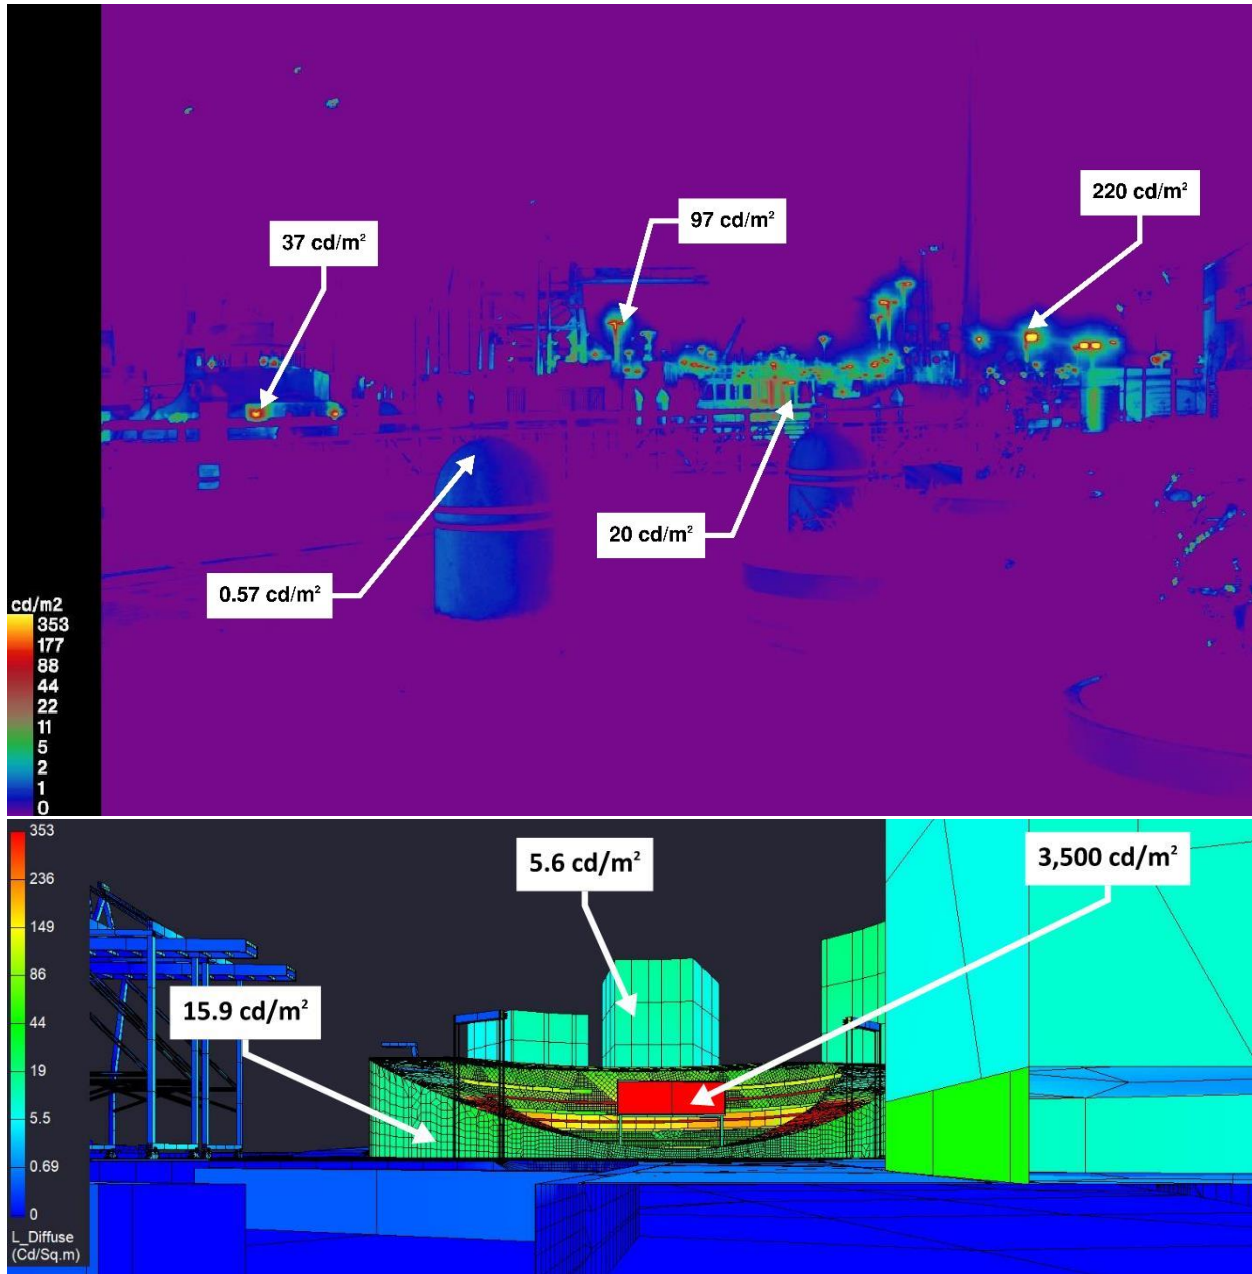 220 cd/m²
97 cd/m²
37 cd/m²
20 cd/m²
0.57 cd/m²
cd/m2
353
177
88
44
22
11
5
2
1
0
353
236
149
86
44
19
5.5
0.69
0
L_Diffuse
(Cd/Sq.m)
5.6 cd/m²
3,500 cd/m²
15.9 cd/m²